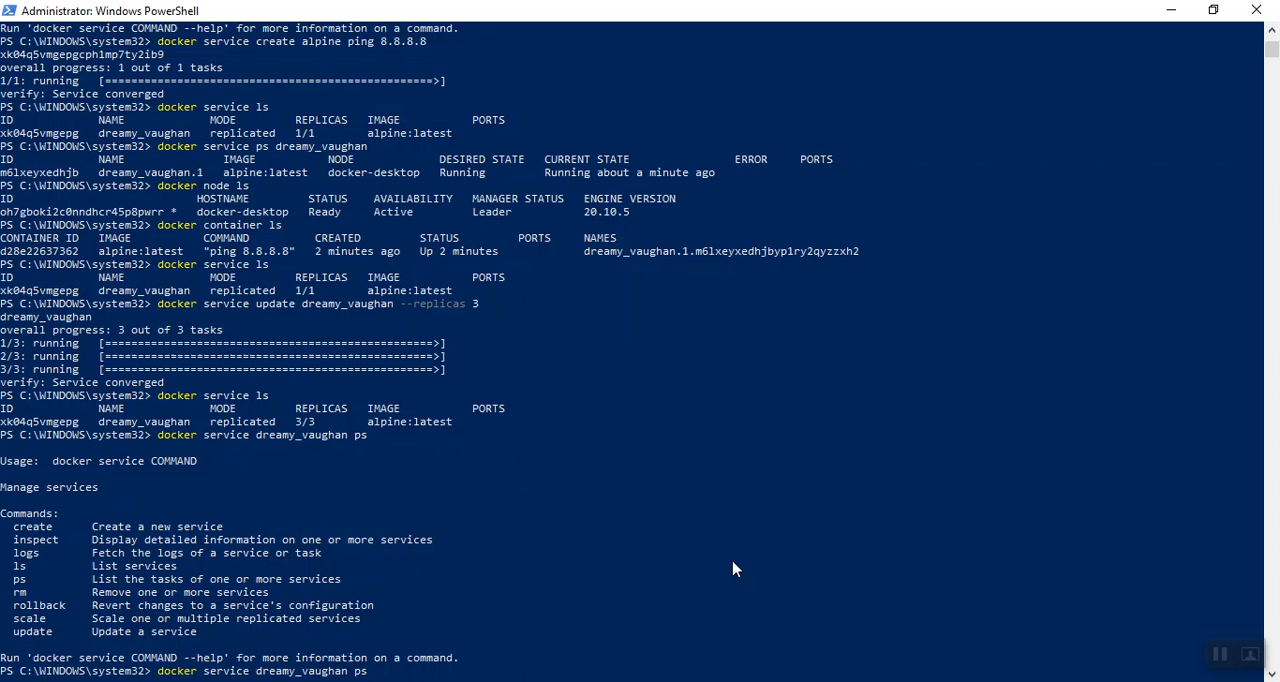 Administrator: Windows PowerShell
Run 'docker service COMMAND --help' for more information on a command.
PS C:\WINDOWS\system32> docker service create alpine ping 8.8.8.8
xk04q5vmgepgcph1mp7ty2ib9
overall progress: 1 out of 1 tasks
1/1: running   [==================================================>]
verify: Service converged
PS C:\WINDOWS\system32> docker service ls
ID             NAME             MODE         REPLICAS   IMAGE           PORTS
xk04q5vmgepg   dreamy_vaughan   replicated   1/1        alpine:latest
PS C:\WINDOWS\system32> docker service ps dreamy_vaughan
ID             NAME               IMAGE           NODE             DESIRED STATE   CURRENT STATE                ERROR     PORTS
m6lxeyxedhjb   dreamy_vaughan.1   alpine:latest   docker-desktop   Running         Running about a minute ago
PS C:\WINDOWS\system32> docker node ls
ID                            HOSTNAME         STATUS    AVAILABILITY   MANAGER STATUS   ENGINE VERSION
oh7gboki2c0nndhcr45p8pwrr *   docker-desktop   Ready     Active         Leader           20.10.5
PS C:\WINDOWS\system32> docker container ls
CONTAINER ID   IMAGE           COMMAND          CREATED         STATUS         PORTS     NAMES
d28e22637362   alpine:latest   "ping 8.8.8.8"   2 minutes ago   Up 2 minutes             dreamy_vaughan.1.m6lxeyxedhjbyp1ry2qyzzxh2
PS C:\WINDOWS\system32> docker service ls
ID             NAME             MODE         REPLICAS   IMAGE           PORTS
xk04q5vmgepg   dreamy_vaughan   replicated   1/1        alpine:latest
PS C:\WINDOWS\system32> docker service update dreamy_vaughan --replicas 3
dreamy_vaughan
overall progress: 3 out of 3 tasks
1/3: running   [==================================================>]
2/3: running   [==================================================>]
3/3: running   [==================================================>]
verify: Service converged
PS C:\WINDOWS\system32> docker service ls
ID             NAME             MODE         REPLICAS   IMAGE           PORTS
xk04q5vmgepg   dreamy_vaughan   replicated   3/3        alpine:latest
PS C:\WINDOWS\system32> docker service dreamy_vaughan ps
Usage:  docker service COMMAND
Manage services
Commands:
  create      Create a new service
  inspect     Display detailed information on one or more services
  logs        Fetch the logs of a service or task
  ls          List services
  ps          List the tasks of one or more services
  rm          Remove one or more services
  rollback    Revert changes to a service's configuration
  scale       Scale one or multiple replicated services
  update      Update a service
Run 'docker service COMMAND --help' for more information on a command.
PS C:\WINDOWS\system32> docker service dreamy_vaughan ps